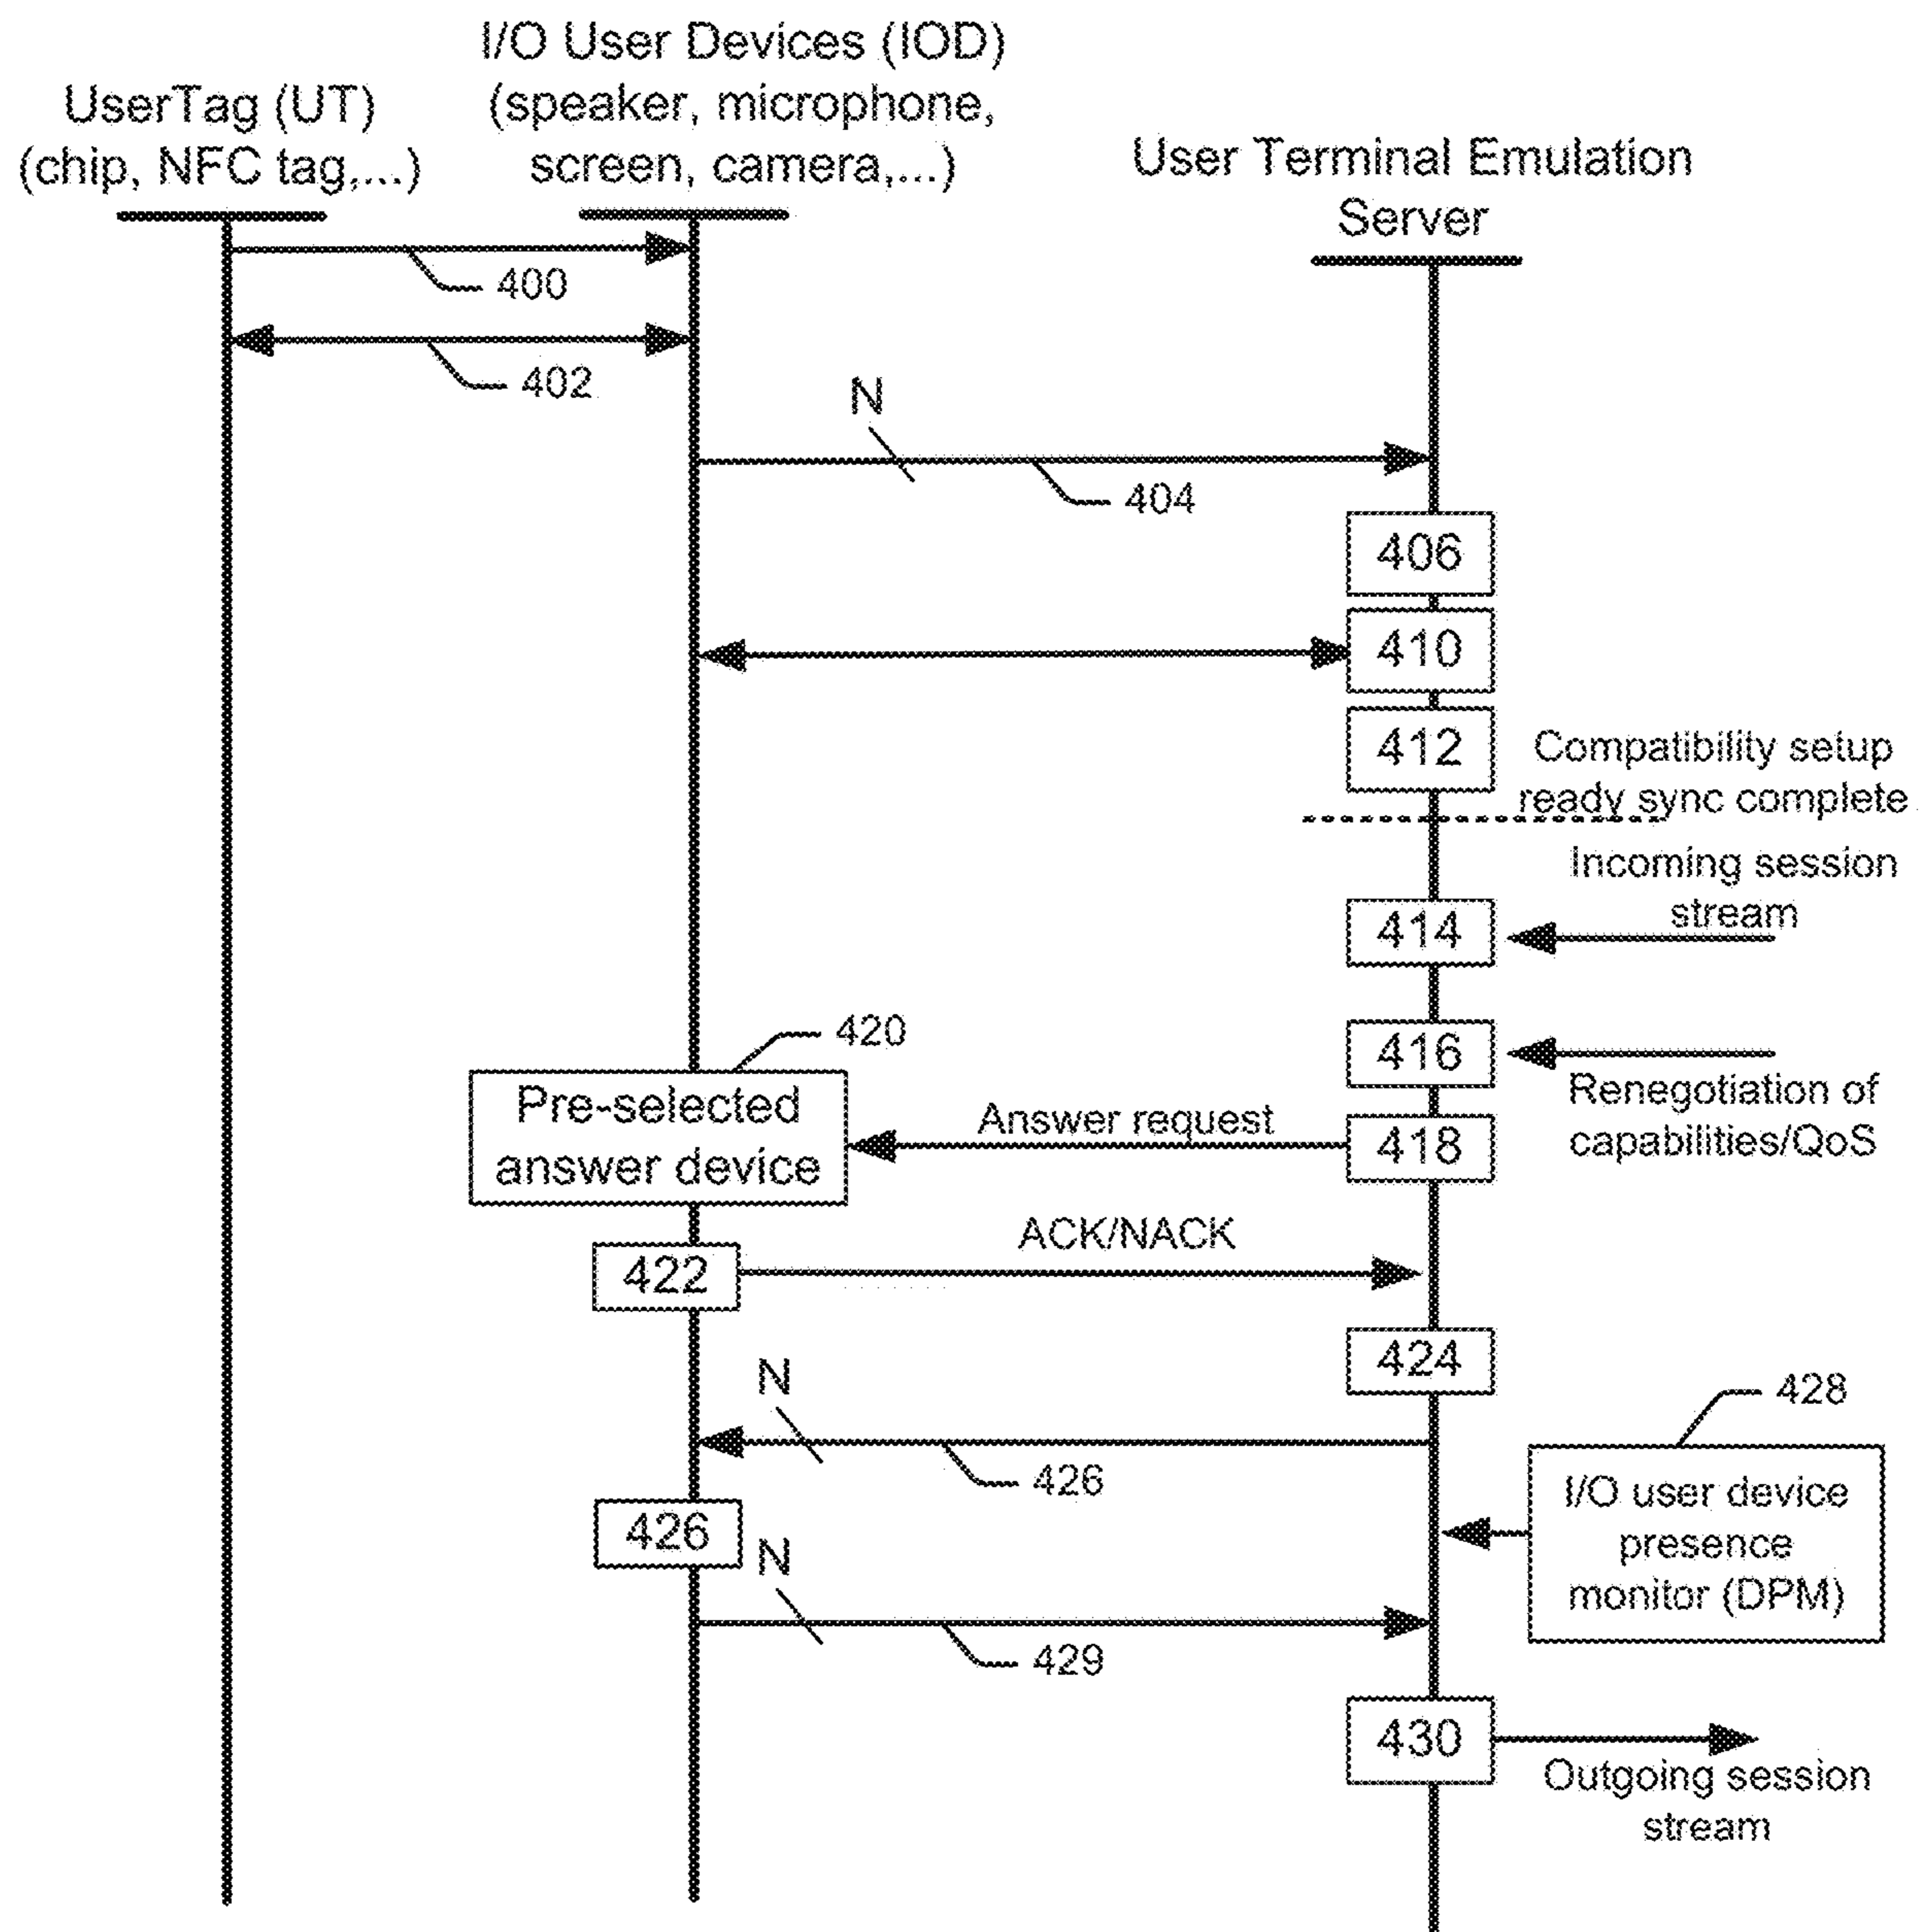 I/O User Devices (IOD)
(speaker, microphone,
screen, camera,...)
UserTag (UT)
(chip, NFC tag,...)
User Terminal Emulation
Server
400
402
N
404
406
410
412
Compatibility setup
ready sync complete
Incoming session
stream
414
420
416
Renegotiation of
capabilities/QoS
Pre-selected
answer device
Answer request
418
ACK/NACK
422
424
N
428
426
I/O user device
presence
monitor (DPM)
426
N
429
430
Outgoing session
stream